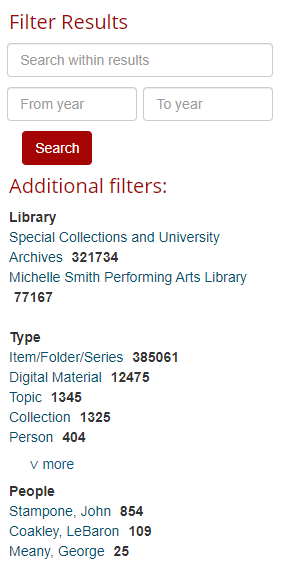 Filter Results
Search within results
From year To year
Search
Additional filters:
Library
Special Collections and University
Archives 321734
Michelle Smith Performing Arts Library
77167
Type
Item/Folder/Series 385061
Digital Material 12475
Topic 1345
Collection 1325
Person 404
∨ more
People
Stampone, John 854
Coakley, LeBaron 109
Meany, George 25